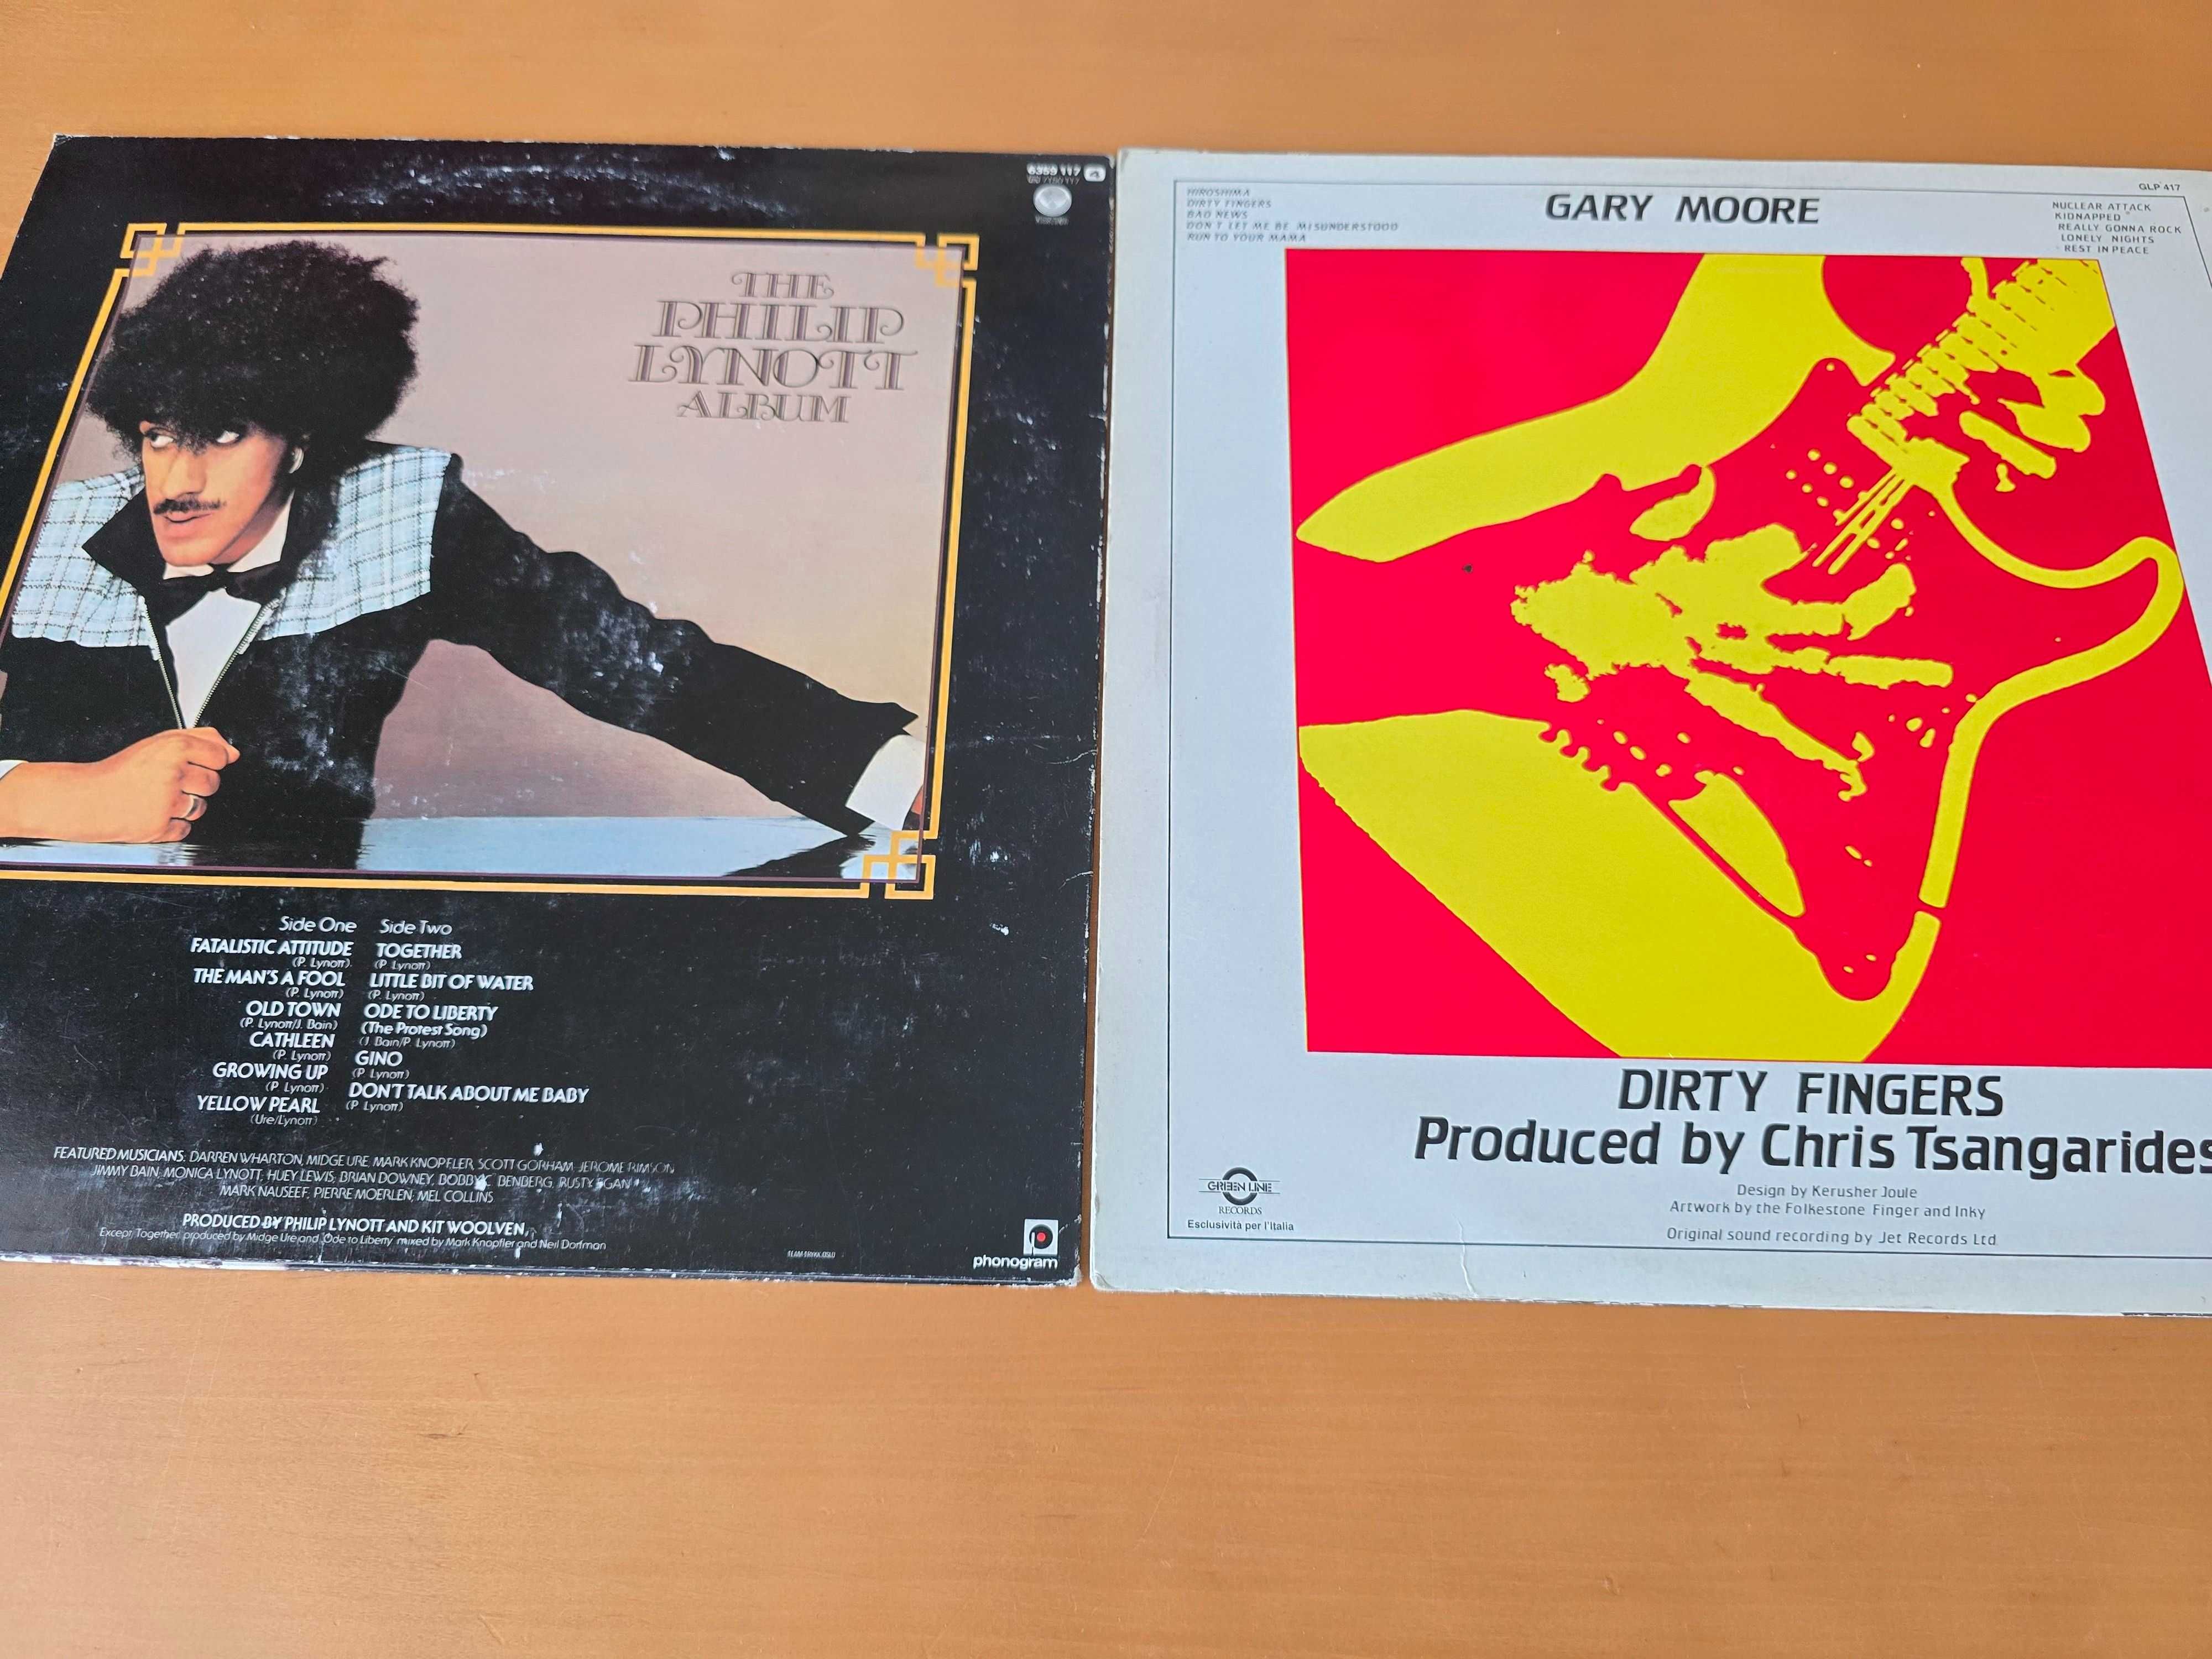 6359 117
THE
PHILIP
LYNOTT
ALBUM
Side One Side Two
FATALISTIC ATTITUDE
(P. Lynott)
THE MAN'S A FOOL
(P. Lynott)
OLD TOWN
(P. Lynott/J. Bain)
CATHLEEN
(P. Lynott)
GROWING UP
(P. Lynott)
YELLOW PEARL
(Ure/Lynott)
TOGETHER
(P. Lynott)
LITTLE BIT OF WATER
(P. Lynott)
ODE TO LIBERTY
(The Protest Song)
(J. Bain/P. Lynott)
GINO
(P. Lynott)
DON'T TALK ABOUT ME BABY
(P. Lynott)
FEATURED MUSICIANS: DARREN WHARTON, MIDGE URE, MARK KNOPFLER, SCOTT GORHAM, JEROME RIMSON
JIMMY BAIN, MONICA LYNOTT, HUEY LEWIS, BRIAN DOWNEY, BOBBY C. BENBERG, RUSTY EGAN
MARK NAUSEEF, PIERRE MOERLEN, MEL COLLINS
PRODUCED BY PHILIP LYNOTT AND KIT WOOLVEN,
Except Together produced by Midge Ure and Ode to Liberty mixed by Mark Knopfler and Neil Dorfman
phonogram
GLP 417
HIROSHIMA
DIRTY FINGERS
BAD NEWS
DON'T LET ME BE MISUNDERSTOOD
RUN TO YOUR MAMA
GARY MOORE
NUCLEAR ATTACK
KIDNAPPED
REALLY GONNA ROCK
LONELY NIGHTS
REST IN PEACE
DIRTY FINGERS
Produced by Chris Tsangarides
GREEN LINE
RECORDS
Esclusività per l'Italia
Design by Kerusher Joule
Artwork by the Folkestone Finger and Inky
Original sound recording by Jet Records Ltd